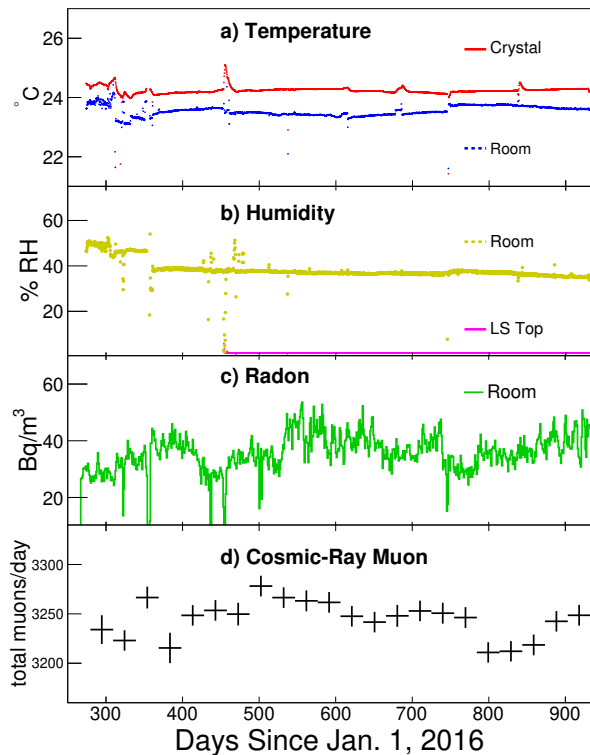 a) Temperature
Crystal
Room
° C
26
24
22
b) Humidity
Room
LS Top
% RH
60
40
20
c) Radon
Room
Bq/m³
60
40
20
d) Cosmic-Ray Muon
total muons/day
3300
3250
3200
300 400 500 600 700 800 900
Days Since Jan. 1, 2016